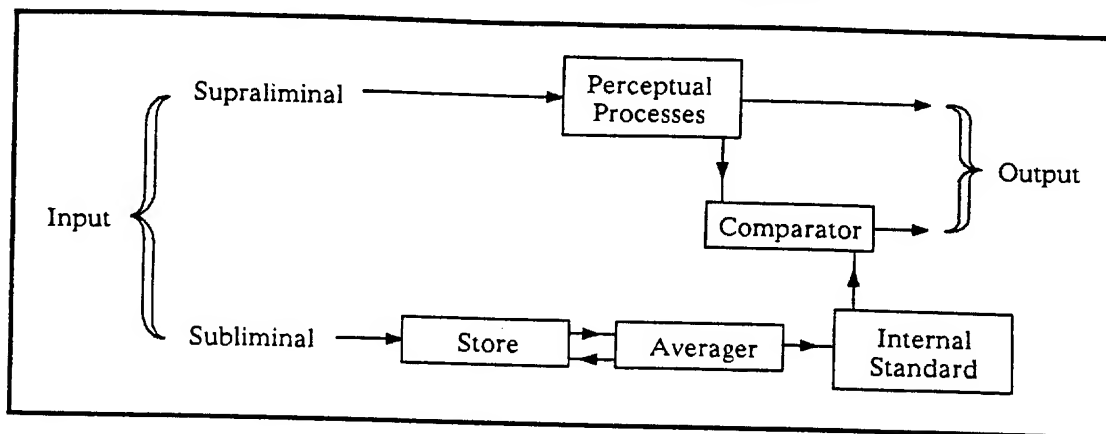 Supraliminal
Perceptual
Processes
Input
Output
Comparator
Subliminal
Store
Averager
Internal
Standard